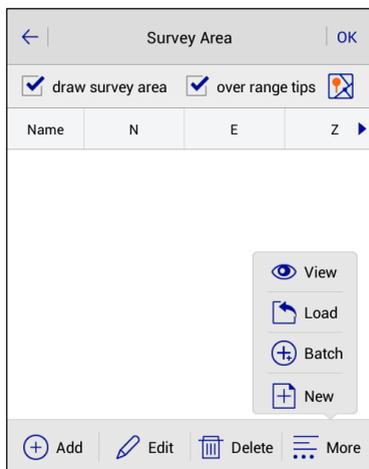 Survey Area OK
draw survey area over range tips
Name N E Z
View
Load
Batch
New
Add Edit Delete More